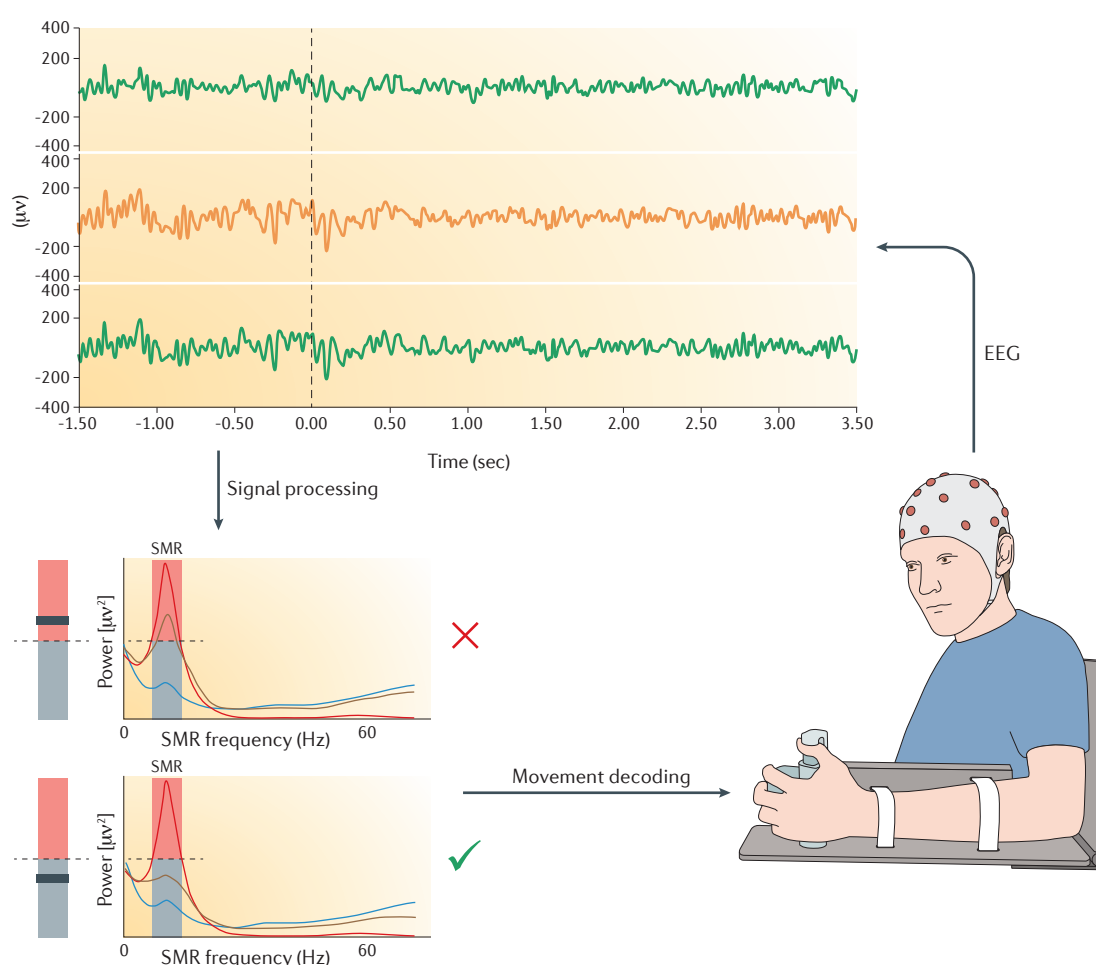 400
200
-200
-400
400
200
-200
-400
400
200
-200
-400
(μv)
-1.50 -1.00 -0.50 0.00 0.50 1.00 1.50 2.00 2.50 3.00 3.50
Time (sec)
EEG
Signal processing
SMR
Power [μv²]
0 60
SMR frequency (Hz)
Movement decoding
SMR
Power [μv²]
0 60
SMR frequency (Hz)